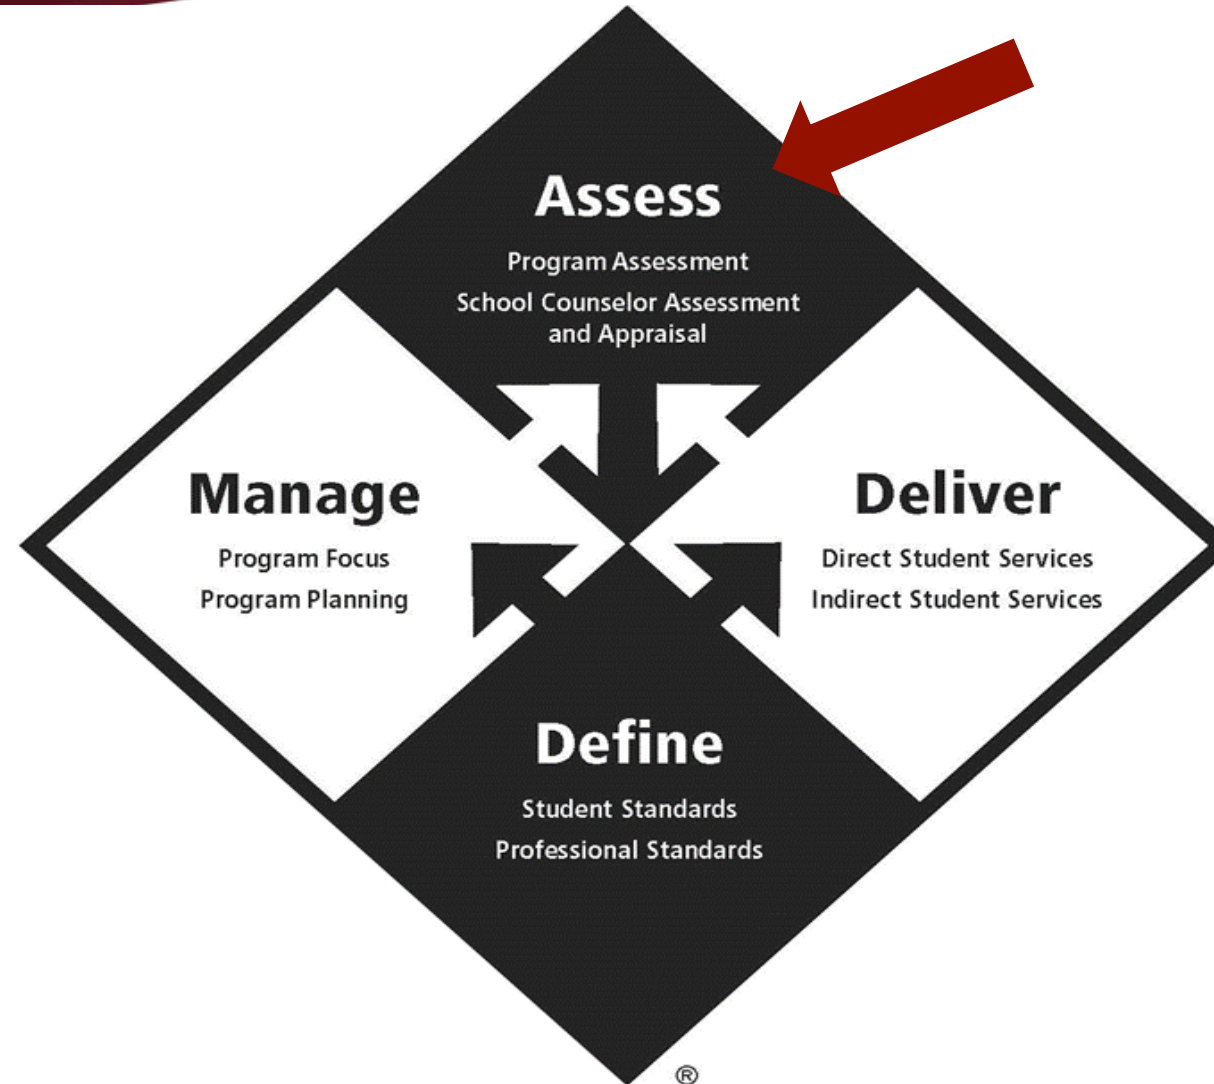 Assess
Program Assessment
School Counselor Assessment
and Appraisal
Manage
Program Focus
Program Planning
Deliver
Direct Student Services
Indirect Student Services
Define
Student Standards
Professional Standards
®